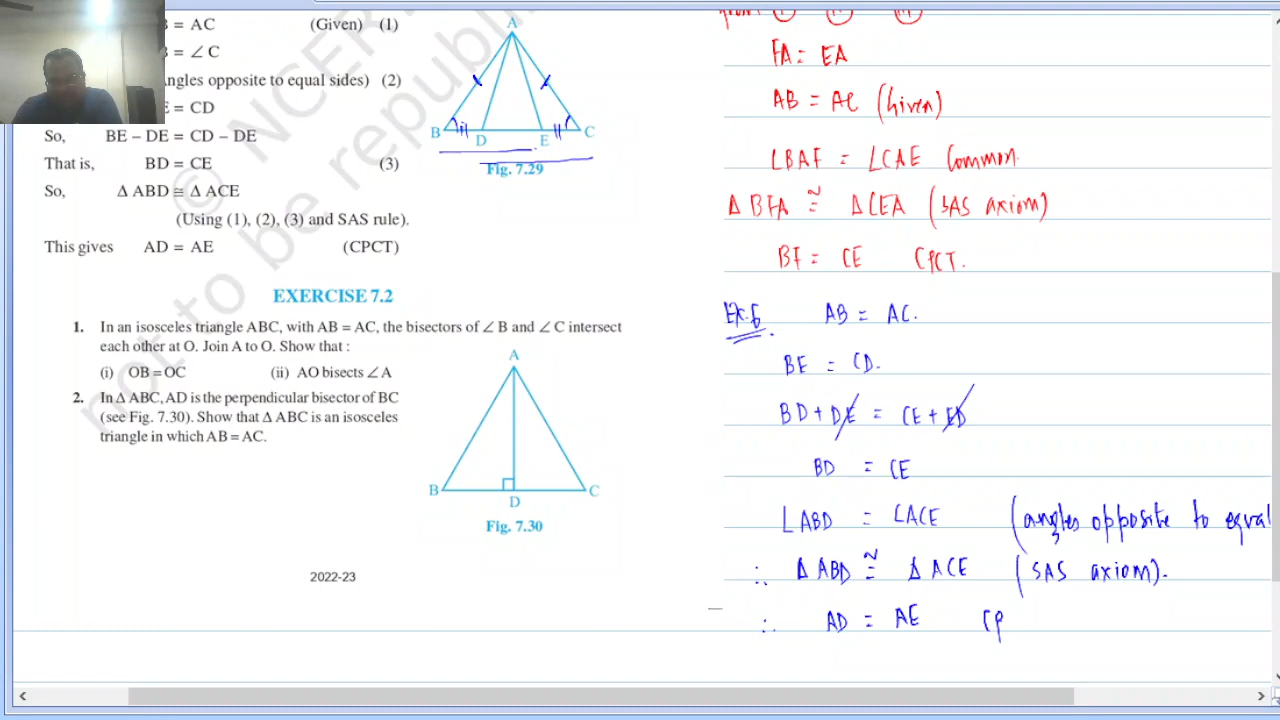 = AC (Given) (1)
= ∠ C
ngles opposite to equal sides) (2)
= CD
So, BE – DE = CD – DE
That is, BD = CE (3)
So, Δ ABD ≅ Δ ACE
(Using (1), (2), (3) and SAS rule).
This gives AD = AE (CPCT)
A
B D E C
Fig. 7.29
EXERCISE 7.2
1. In an isosceles triangle ABC, with AB = AC, the bisectors of ∠ B and ∠ C intersect
each other at O. Join A to O. Show that :
(i) OB = OC (ii) AO bisects ∠ A
2. In Δ ABC, AD is the perpendicular bisector of BC
(see Fig. 7.30). Show that Δ ABC is an isosceles
triangle in which AB = AC.
A
B D C
Fig. 7.30
2022-23
© NCERT
not to be republi
FA = EA
AB = AC (Given)
∠BAF = ∠CAE Common
Δ BFA ≅ Δ CEA (SAS axiom)
BF = CE CPCT.
Ex.6. AB = AC.
BE = CD.
BD + DE = CE + ED
BD = CE
∠ABD = ∠ACE (angles opposite to equal
∴ Δ ABD ≅ Δ ACE (SAS axiom).
∴ AD = AE CP